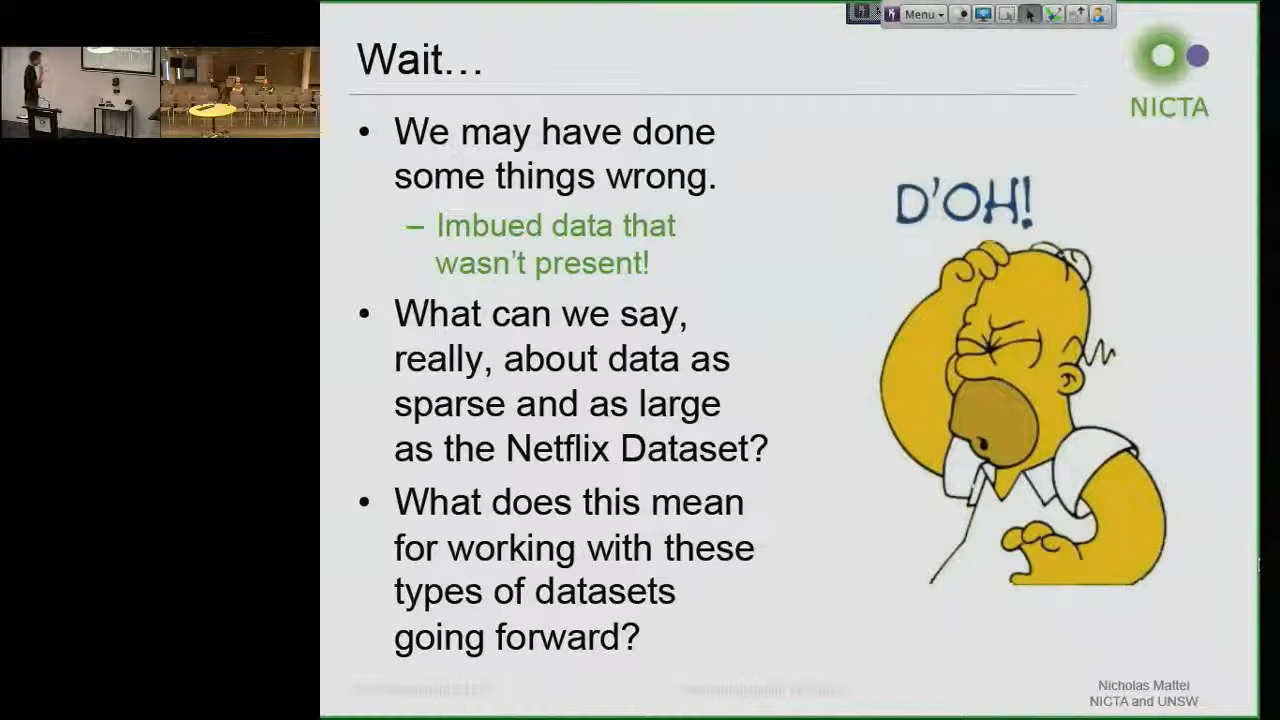 Menu
Wait…
NICTA
• We may have done
some things wrong.
– Imbued data that
wasn't present!
D'OH!
• What can we say,
really, about data as
sparse and as large
as the Netflix Dataset?
• What does this mean
for working with these
types of datasets
going forward?
Nicholas Mattei
NICTA and UNSW